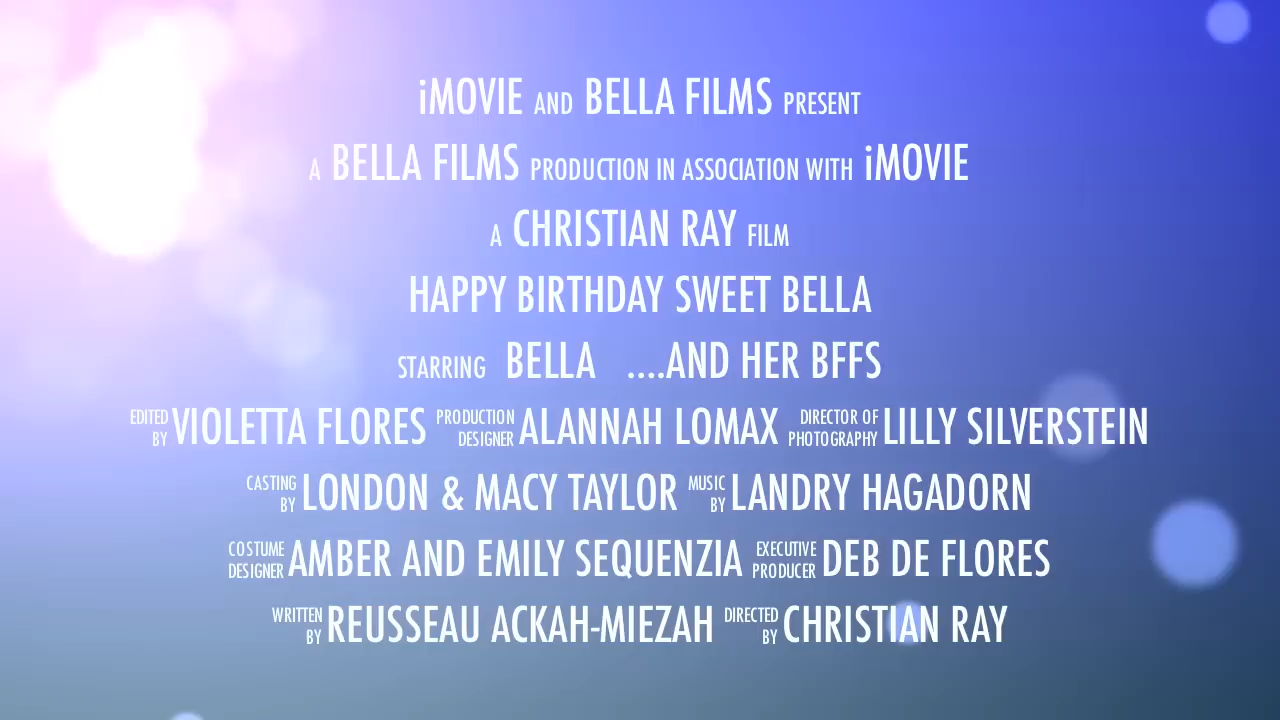 iMOVIE AND BELLA FILMS PRESENT
A BELLA FILMS PRODUCTION IN ASSOCIATION WITH iMOVIE
A CHRISTIAN RAY FILM
HAPPY BIRTHDAY SWEET BELLA
STARRING BELLA ....AND HER BFFS
EDITED BY VIOLETTA FLORES PRODUCTION DESIGNER ALANNAH LOMAX DIRECTOR OF PHOTOGRAPHY LILLY SILVERSTEIN
CASTING BY LONDON & MACY TAYLOR MUSIC BY LANDRY HAGADORN
COSTUME DESIGNER AMBER AND EMILY SEQUENZIA EXECUTIVE PRODUCER DEB DE FLORES
WRITTEN BY REUSSEAU ACKAH-MIEZAH DIRECTED BY CHRISTIAN RAY